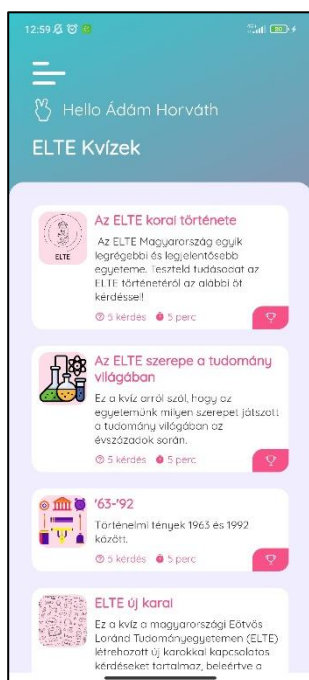 12:59
Hello Ádám Horváth
ELTE Kvízek
Az ELTE korai története
ELTE
Az ELTE Magyarország egyik
legrégebbi és legjelentősebb
egyeteme. Teszteld tudásodat az
ELTE történetéről az alábbi öt
kérdéssel!
5 kérdés 5 perc
Az ELTE szerepe a tudomány
világában
Ez a kvíz arról szól, hogy az
egyetemünk milyen szerepet játszott
a tudomány világában az
évszázadok során.
5 kérdés 5 perc
'63-'92
Történelmi tények 1963 és 1992
között.
5 kérdés 5 perc
ELTE új karai
Ez a kvíz a magyarországi Eötvös
Loránd Tudományegyetemen (ELTE)
létrehozott új karokkal kapcsolatos
kérdéseket tartalmaz, beleértve a